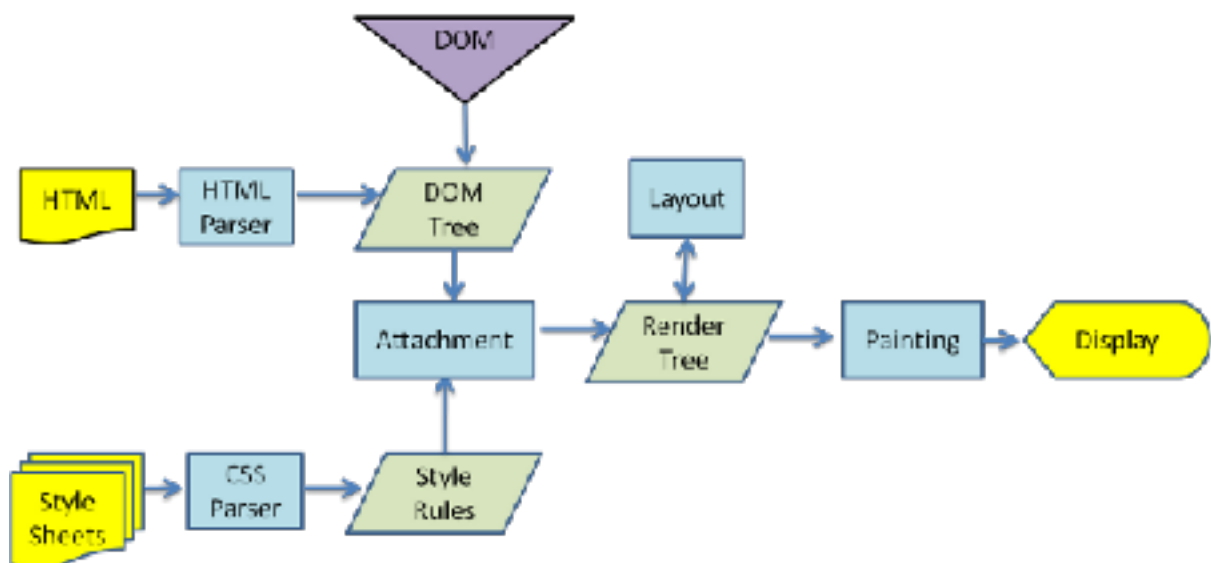 DOM
HTML
HTML
Parser
DOM
Tree
Layout
Attachment
Render
Tree
Painting
Display
Style
Sheets
CSS
Parser
Style
Rules